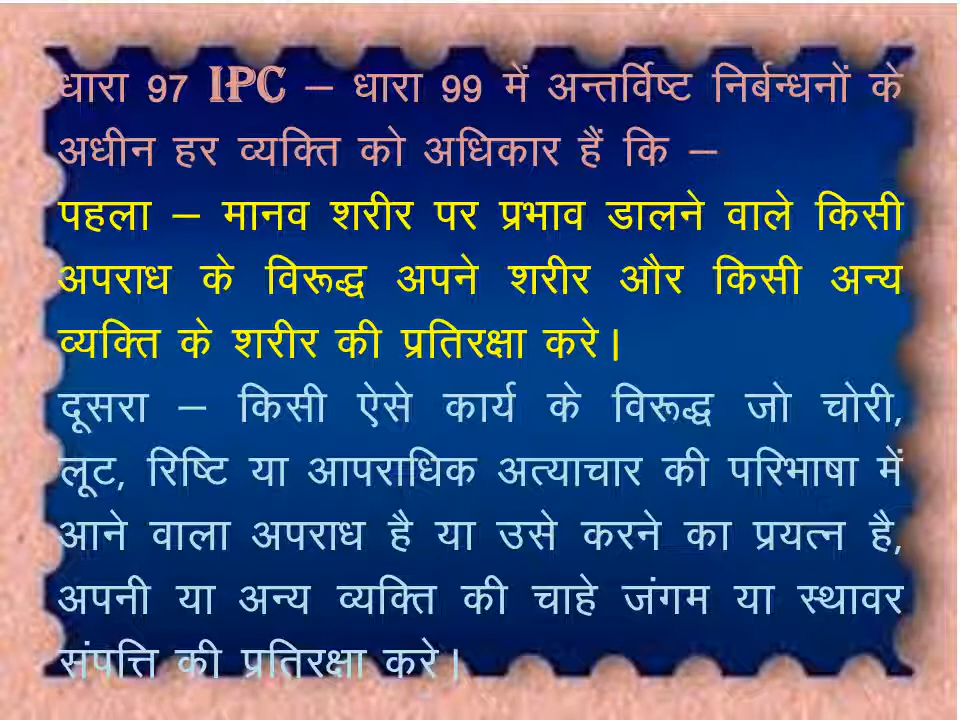 धारा 97 IPC – धारा 99 में अन्तर्विष्ट निर्बन्धनों के
अधीन हर व्यक्ति को अधिकार हैं कि –
पहला – मानव शरीर पर प्रभाव डालने वाले किसी
अपराध के विरूद्ध अपने शरीर और किसी अन्य
व्यक्ति के शरीर की प्रतिरक्षा करे।
दूसरा – किसी ऐसे कार्य के विरूद्ध जो चोरी,
लूट, रिष्टि या आपराधिक अत्याचार की परिभाषा में
आने वाला अपराध है या उसे करने का प्रयत्न है,
अपनी या अन्य व्यक्ति की चाहे जंगम या स्थावर
संपत्ति की प्रतिरक्षा करे।